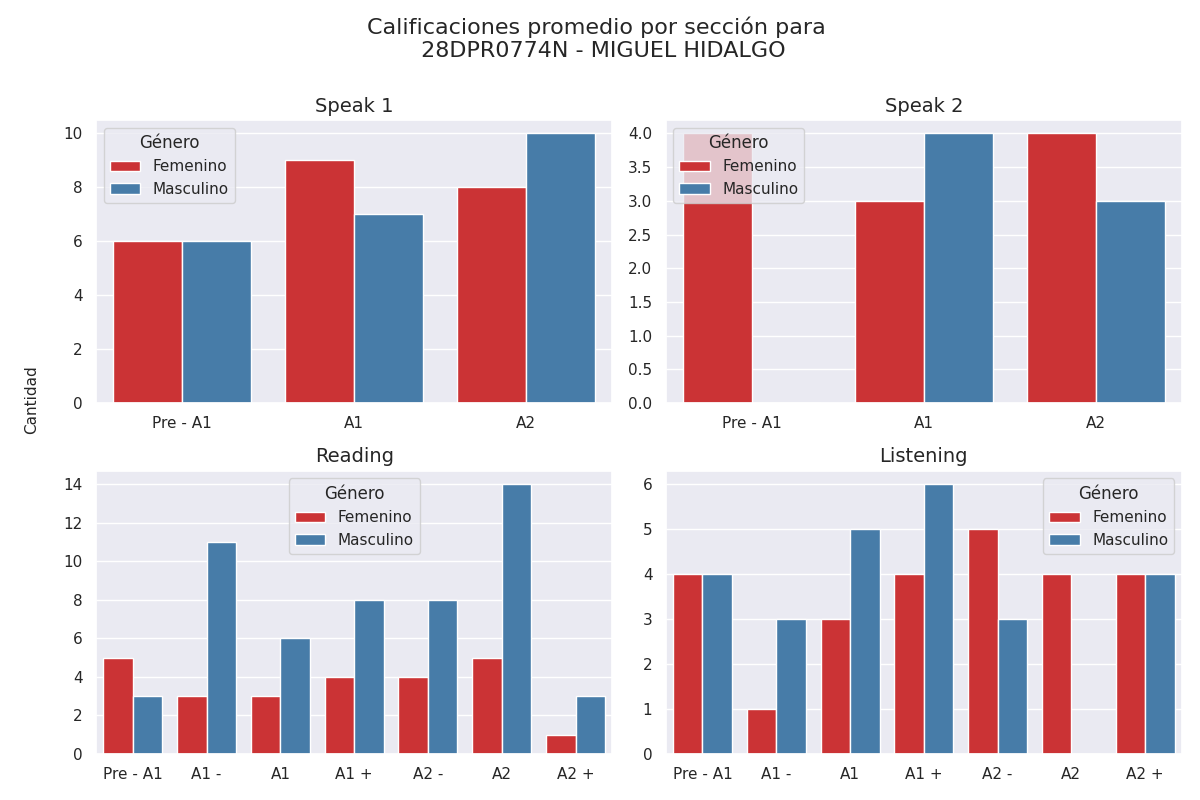 Calificaciones promedio por sección para
28DPR0774N - MIGUEL HIDALGO
Cantidad
Speak 1
10
8
6
4
2
0
Género
Femenino
Masculino
Pre - A1 A1 A2
Speak 2
4.0
3.5
3.0
2.5
2.0
1.5
1.0
0.5
0.0
Género
Femenino
Masculino
Pre - A1 A1 A2
Reading
14
12
10
8
6
4
2
0
Género
Femenino
Masculino
Pre - A1 A1 - A1 A1 + A2 - A2 A2 +
Listening
6
5
4
3
2
1
0
Género
Femenino
Masculino
Pre - A1 A1 - A1 A1 + A2 - A2 A2 +